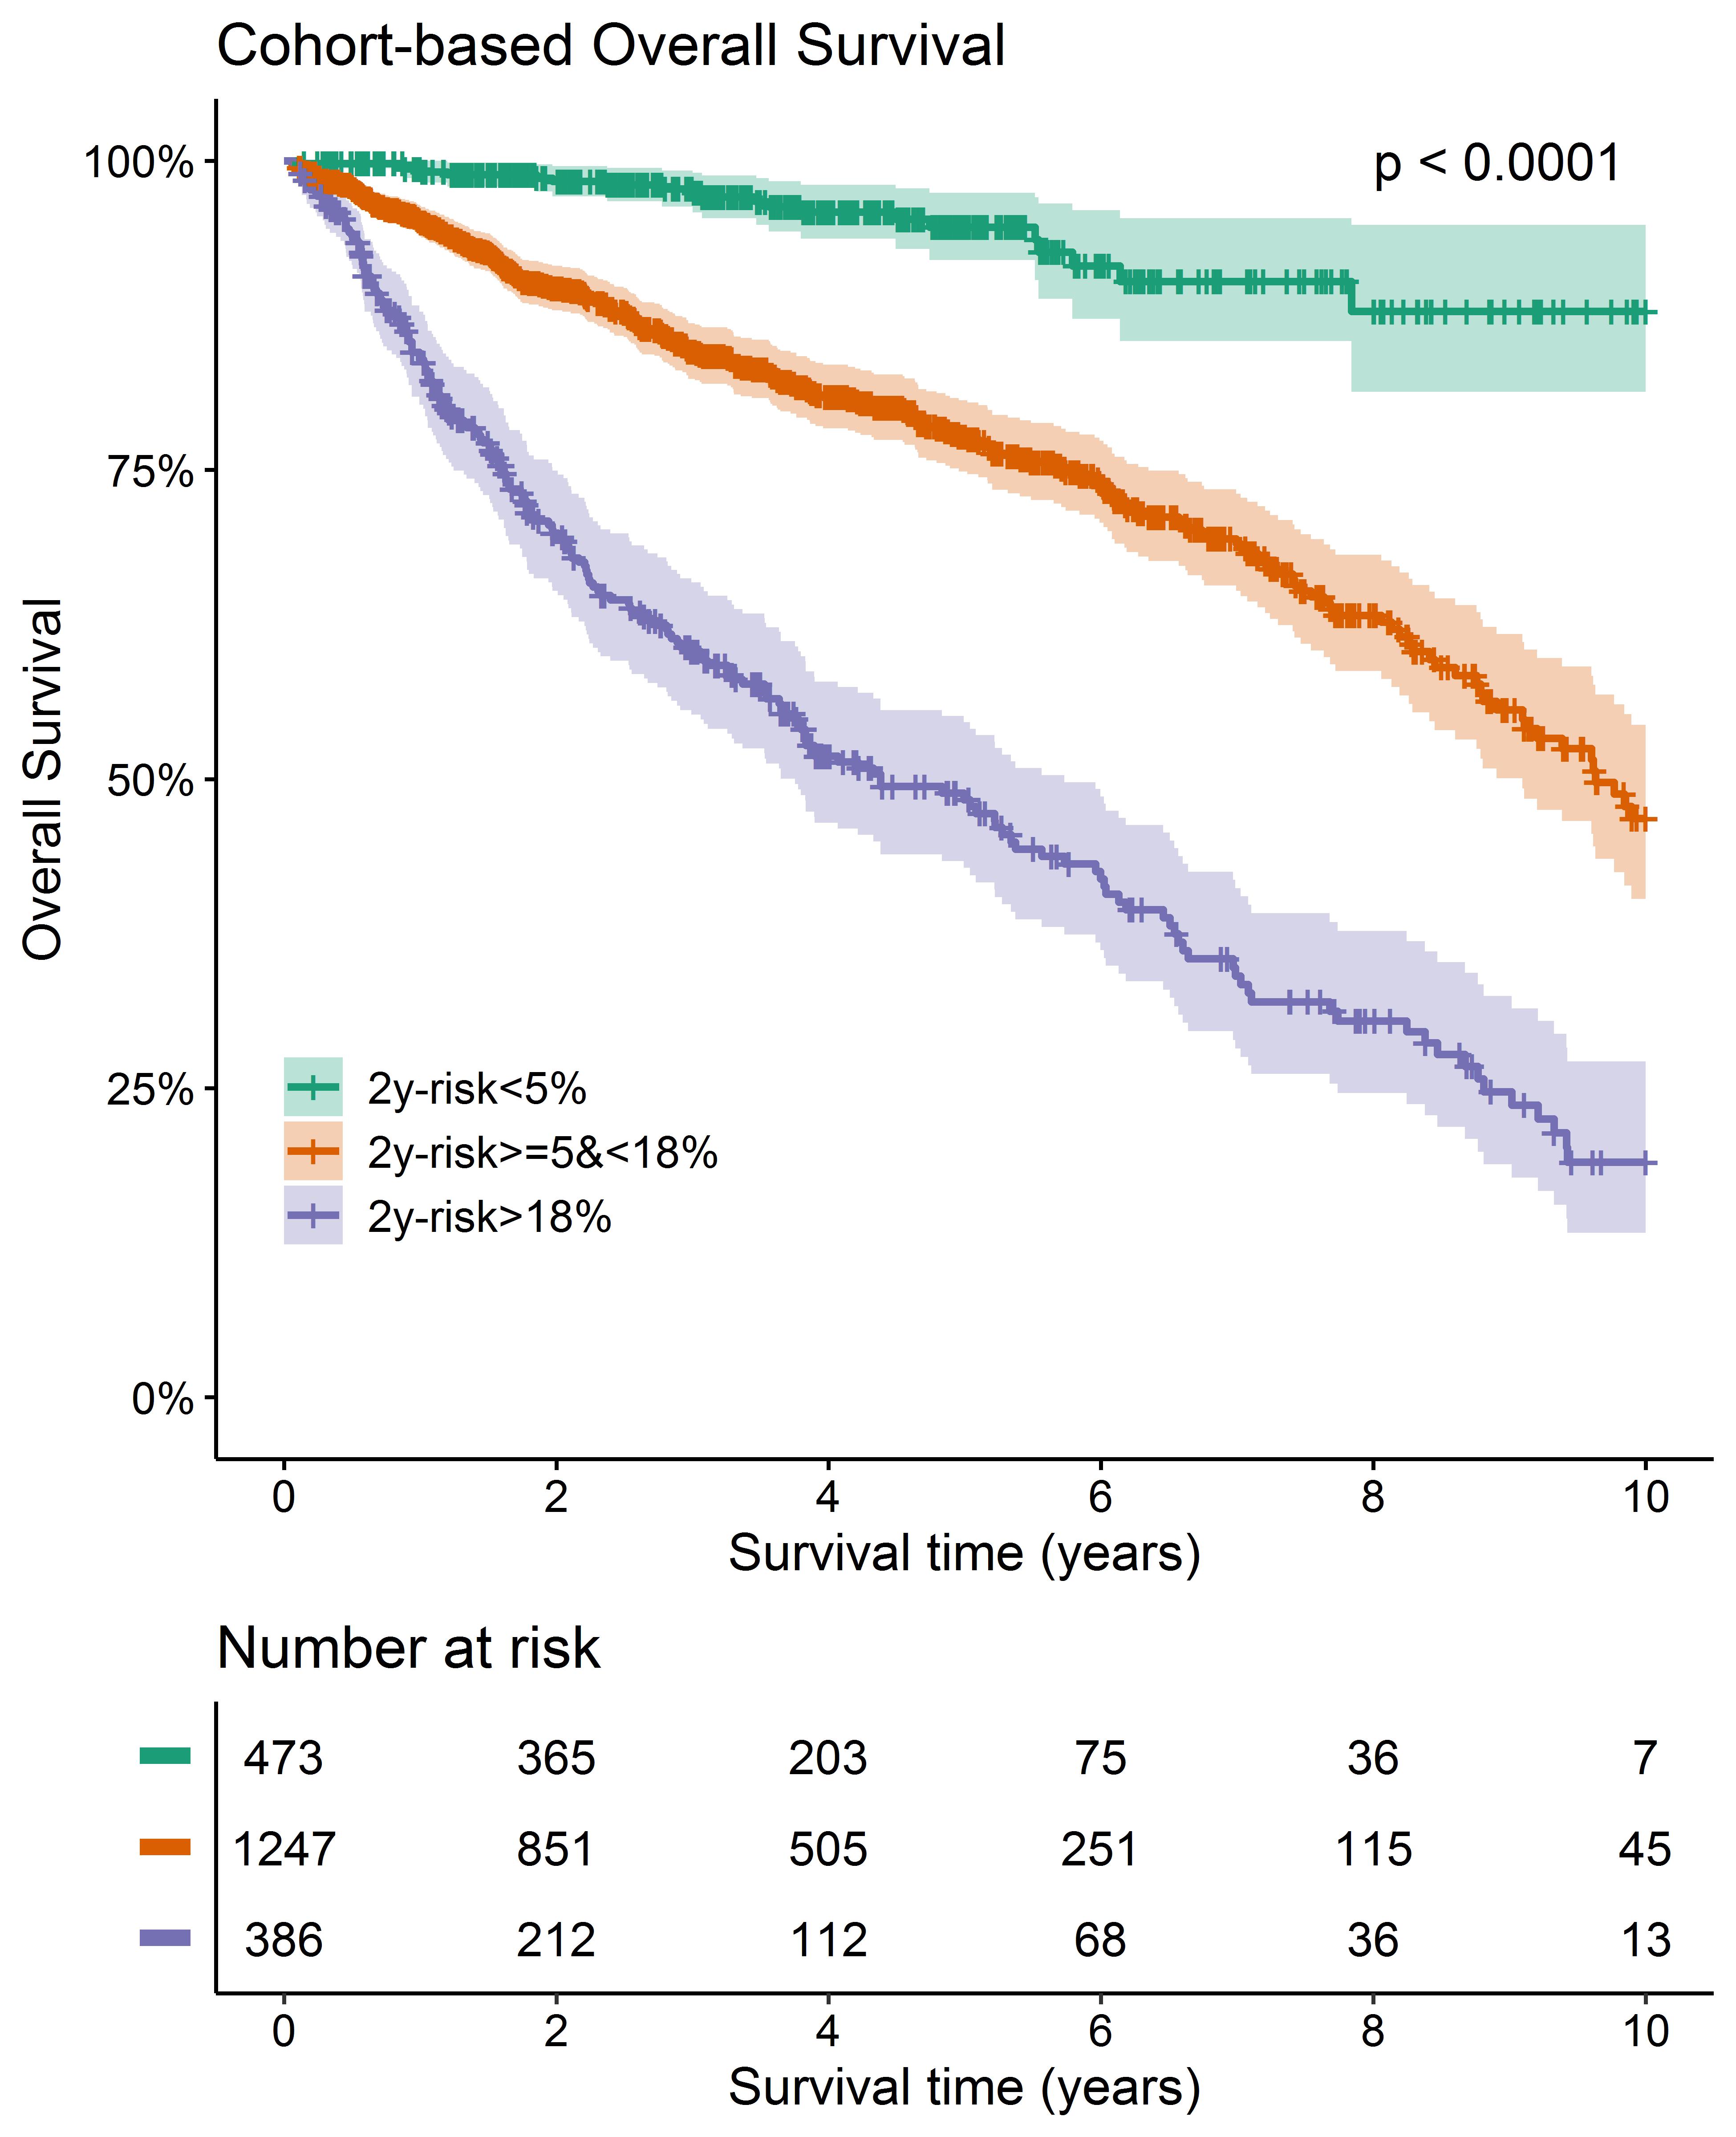 Cohort-based Overall Survival
p < 0.0001
100%
75%
50%
25%
0%
Overall Survival
2y-risk<5%
2y-risk>=5&<18%
2y-risk>18%
0 2 4 6 8 10
Survival time (years)
Number at risk
473 365 203 75 36 7
1247 851 505 251 115 45
386 212 112 68 36 13
0 2 4 6 8 10
Survival time (years)